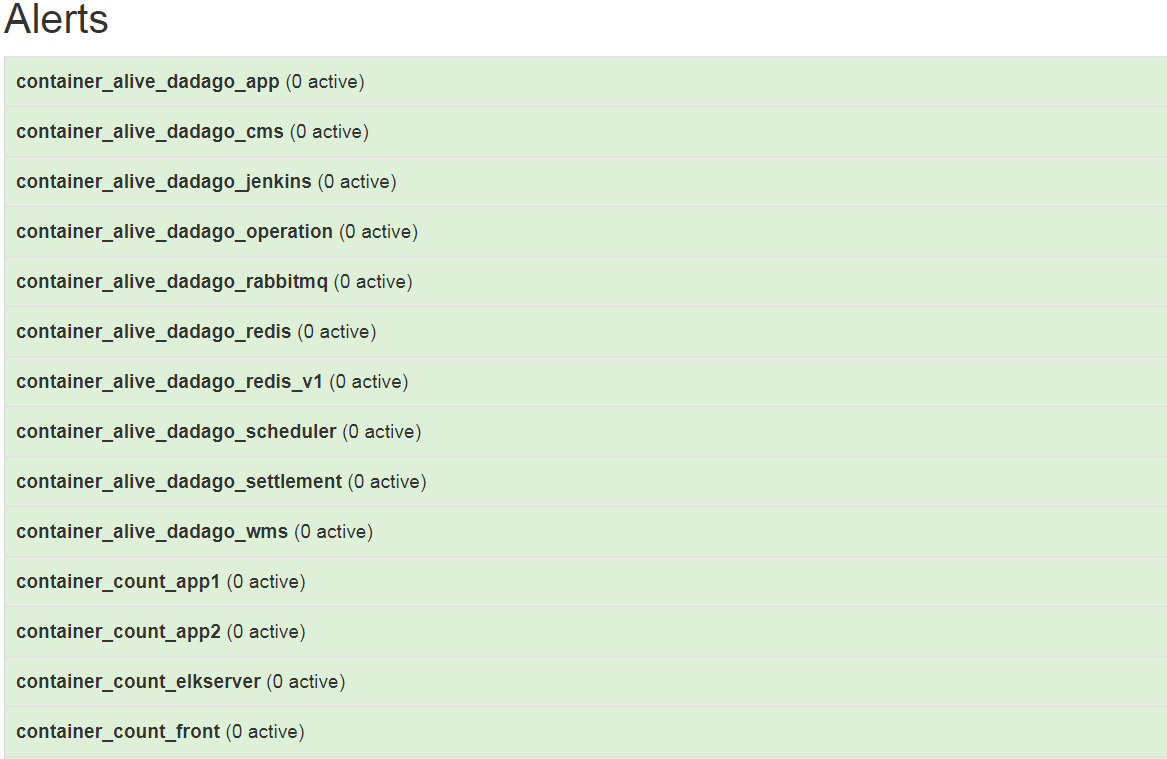 Alerts
container_alive_dadago_app (0 active)
container_alive_dadago_cms (0 active)
container_alive_dadago_jenkins (0 active)
container_alive_dadago_operation (0 active)
container_alive_dadago_rabbitmq (0 active)
container_alive_dadago_redis (0 active)
container_alive_dadago_redis_v1 (0 active)
container_alive_dadago_scheduler (0 active)
container_alive_dadago_settlement (0 active)
container_alive_dadago_wms (0 active)
container_count_app1 (0 active)
container_count_app2 (0 active)
container_count_elkserver (0 active)
container_count_front (0 active)